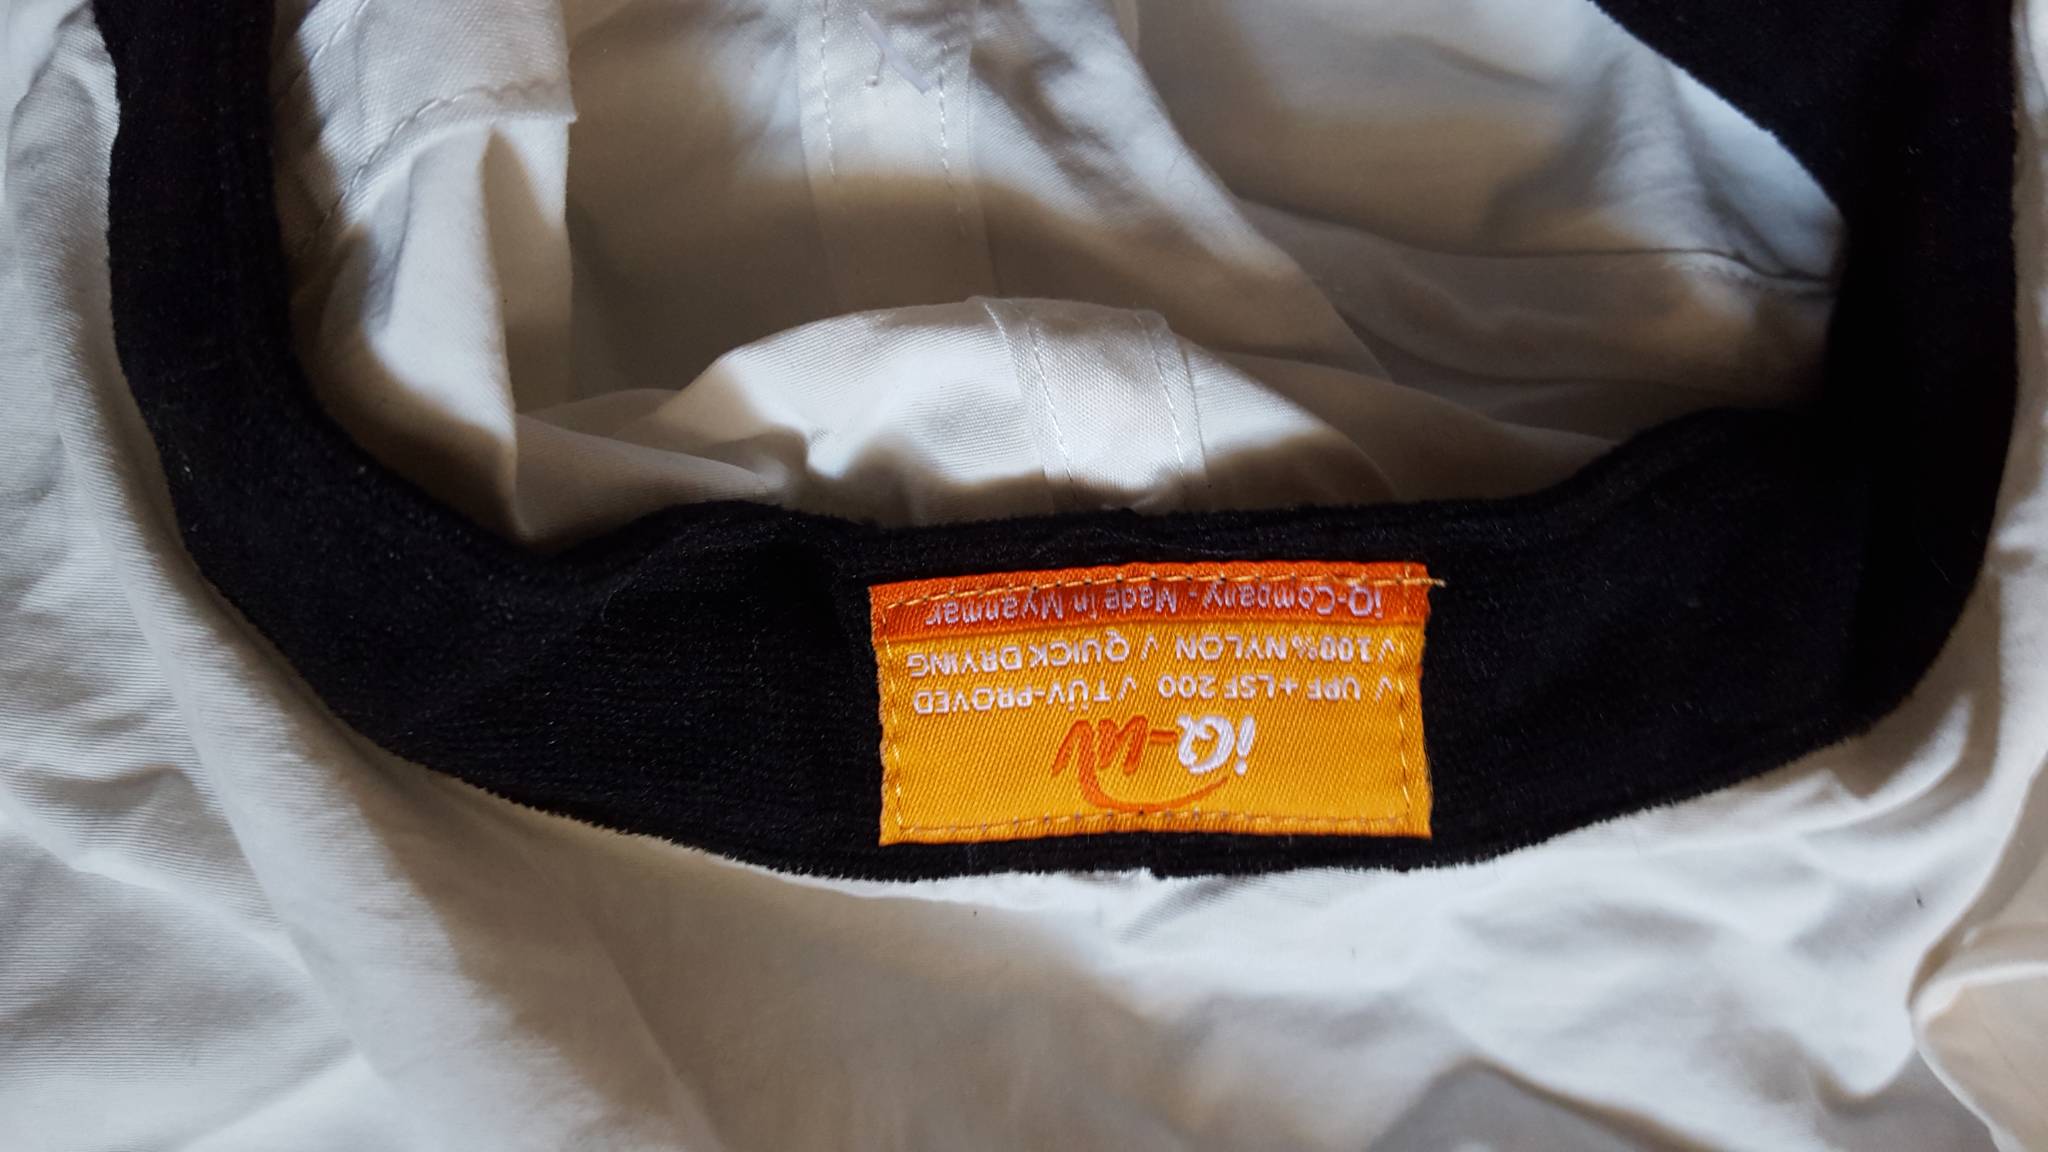 iQ-UV
√ UPF +LSF 200 √ TÜV-PROVED
√ 100% NYLON √ QUICK DRYING
iQ-Company - Made in Myanmar